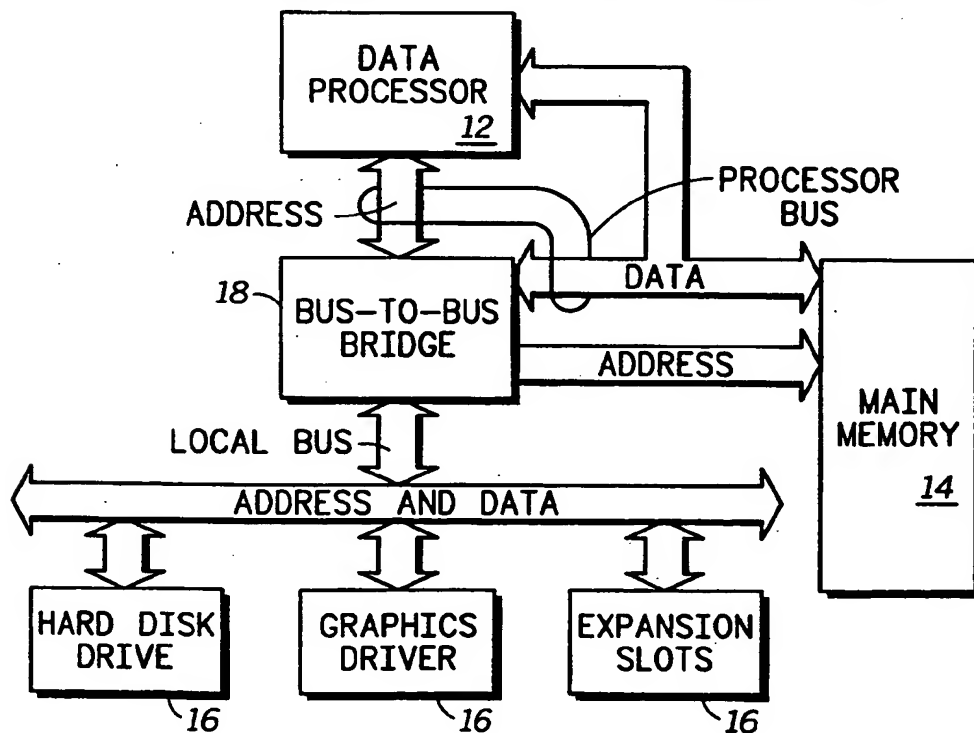 DATA
PROCESSOR
12
ADDRESS
PROCESSOR
BUS
DATA
18
BUS-TO-BUS
BRIDGE
ADDRESS
MAIN
MEMORY
14
LOCAL BUS
ADDRESS AND DATA
HARD DISK
DRIVE
16
GRAPHICS
DRIVER
16
EXPANSION
SLOTS
16